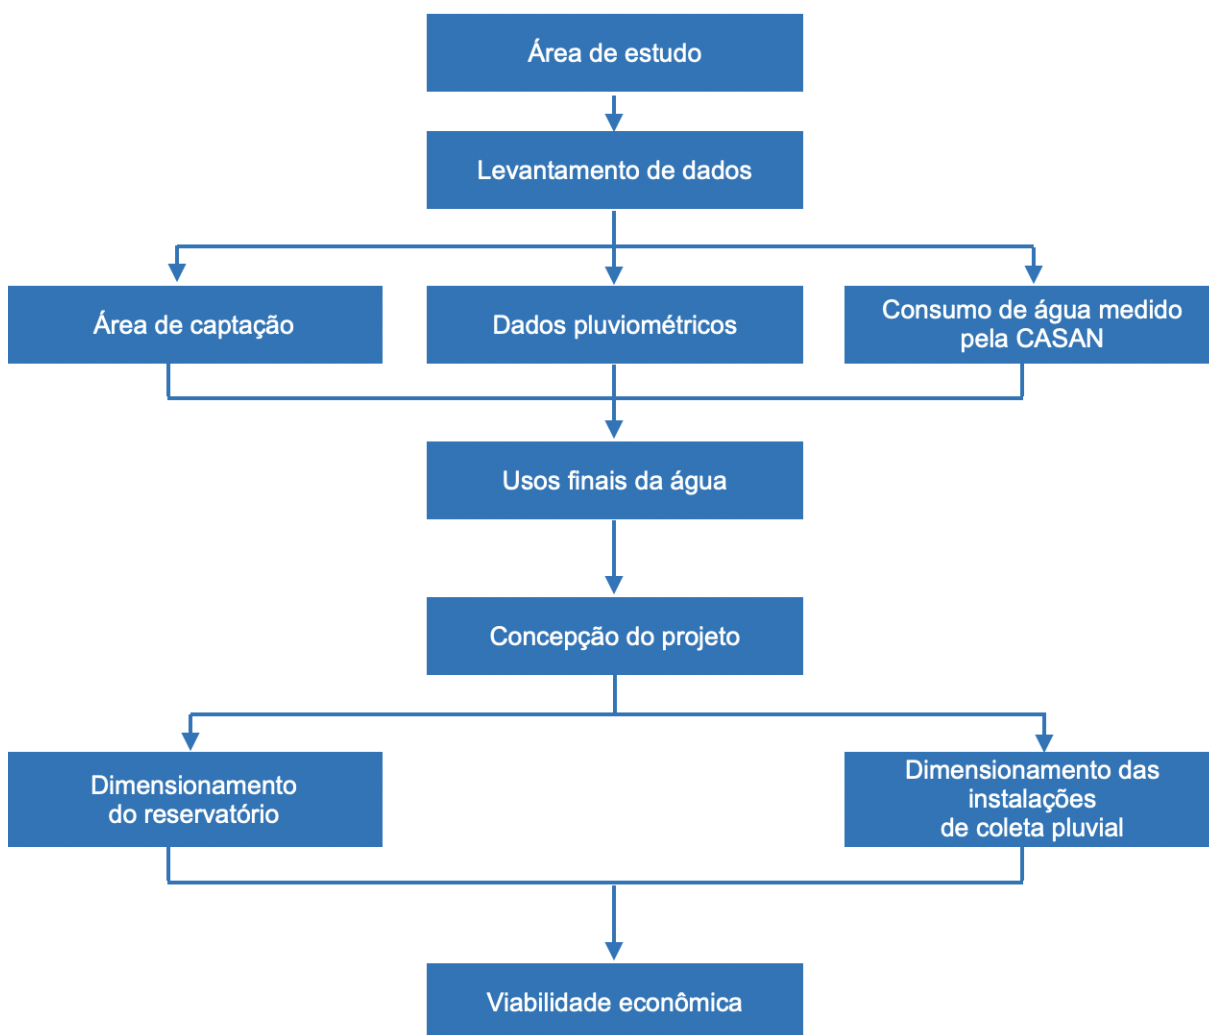 Área de estudo
Levantamento de dados
Área de captação
Dados pluviométricos
Consumo de água medido
pela CASAN
Usos finais da água
Concepção do projeto
Dimensionamento
do reservatório
Dimensionamento das
instalações
de coleta pluvial
Viabilidade econômica